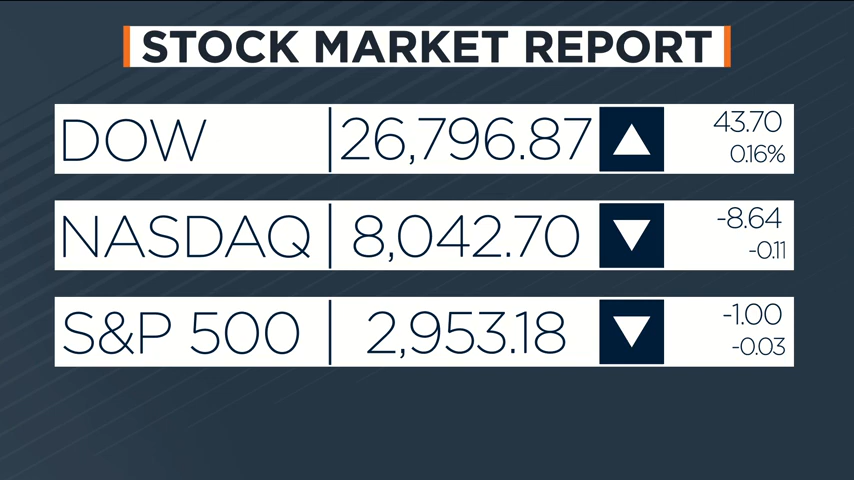 STOCK MARKET REPORT
DOW 26,796.87 43.70
0.16%
NASDAQ 8,042.70 -8.64
-0.11
S&P 500 2,953.18 -1.00
-0.03